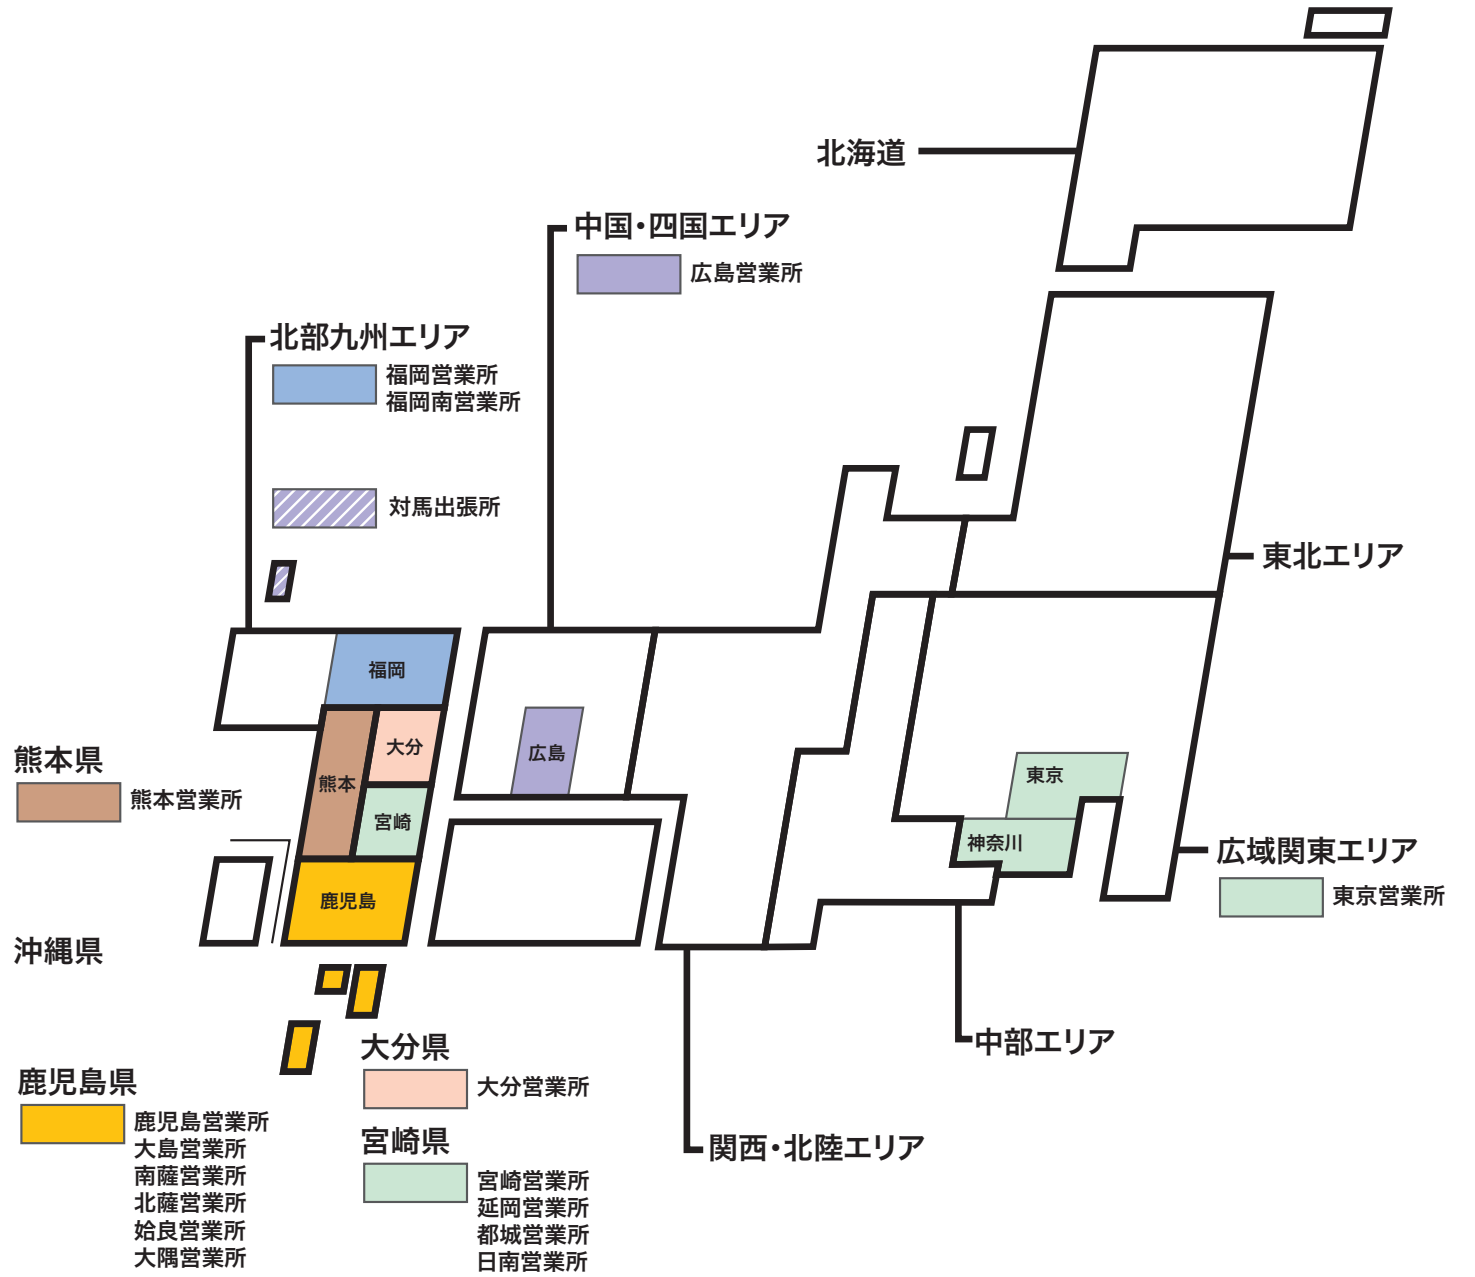 北海道
中国・四国エリア
広島営業所
北部九州エリア
福岡営業所
福岡南営業所
対馬出張所
東北エリア
福岡
大分
熊本
宮崎
鹿児島
広島
東京
神奈川
熊本県
熊本営業所
広域関東エリア
東京営業所
沖縄県
中部エリア
大分県
大分営業所
鹿児島県
鹿児島営業所
大島営業所
南薩営業所
北薩営業所
姶良営業所
大隅営業所
宮崎県
宮崎営業所
延岡営業所
都城営業所
日南営業所
関西・北陸エリア